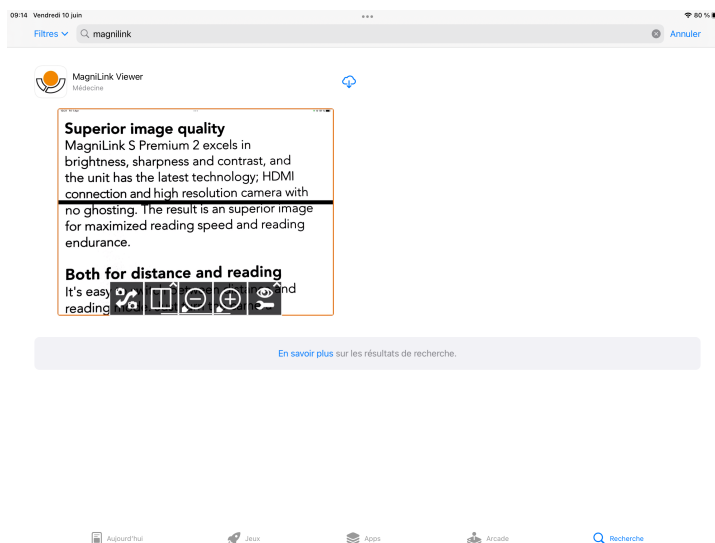 09:14 Vendredi 10 juin 80 %
Filtres magnilink Annuler
MagniLink Viewer
Médecine
Superior image quality
MagniLink S Premium 2 excels in
brightness, sharpness and contrast, and
the unit has the latest technology; HDMI
connection and high resolution camera with
no ghosting. The result is an superior image
for maximized reading speed and reading
endurance.
Both for distance and reading
It's easy and
reading
En savoir plus sur les résultats de recherche.
Aujourd'hui Jeux Apps Arcade Recherche